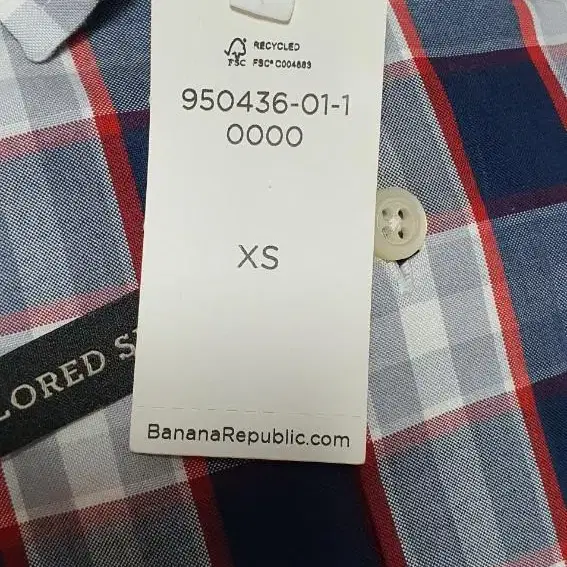 RECYCLED
FSC FSC® C004883
950436-01-1
0000
XS
LORED S
BananaRepublic.com